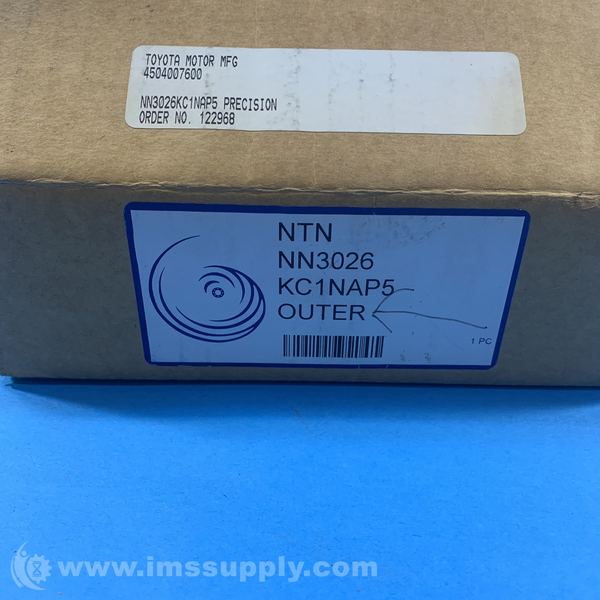 TOYOTA MOTOR MFG
4504007600
NN3026KC1NAP5 PRECISION
ORDER NO. 122968
NTN
NN3026
KC1NAP5
OUTER
1 PC
www.imssupply.com